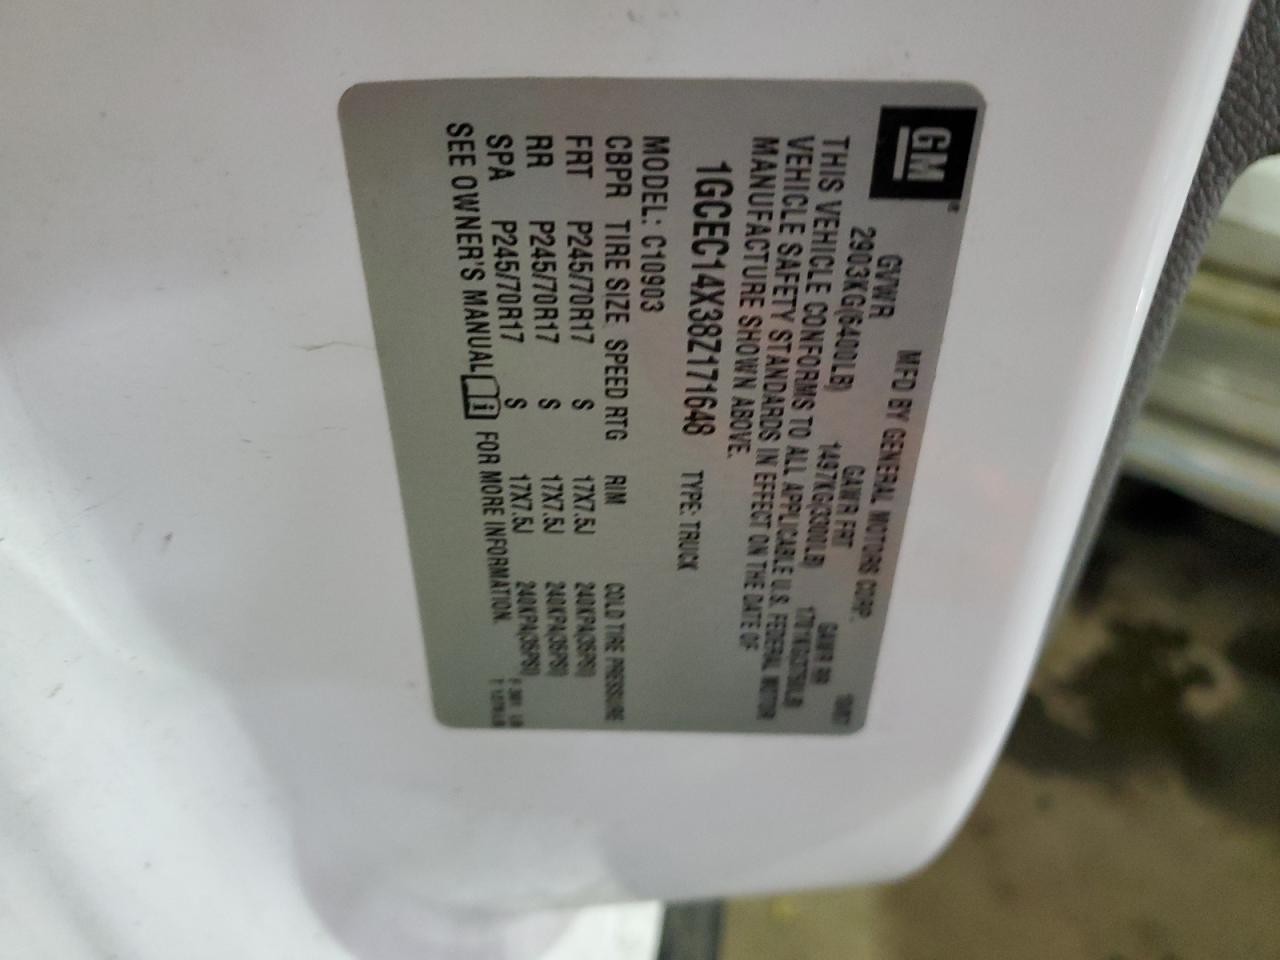 GM
MFD BY GENERAL MOTORS CORP. 10/07
GVWR GAWR FRT GAWR RR
2903KG(6400LB) 1497KG(3300LB) 1701KG(3750LB)
THIS VEHICLE CONFORMS TO ALL APPLICABLE U.S. FEDERAL MOTOR
VEHICLE SAFETY STANDARDS IN EFFECT ON THE DATE OF
MANUFACTURE SHOWN ABOVE.
1GCEC14X38Z171648 TYPE: TRUCK
MODEL: C10903
CBPR TIRE SIZE SPEED RTG RIM COLD TIRE PRESSURE
FRT P245/70R17 S 17X7.5J 240KPA(35PSI)
RR P245/70R17 S 17X7.5J 240KPA(35PSI)
SPA P245/70R17 S 17X7.5J 240KPA(35PSI)
SEE OWNER'S MANUAL i FOR MORE INFORMATION.